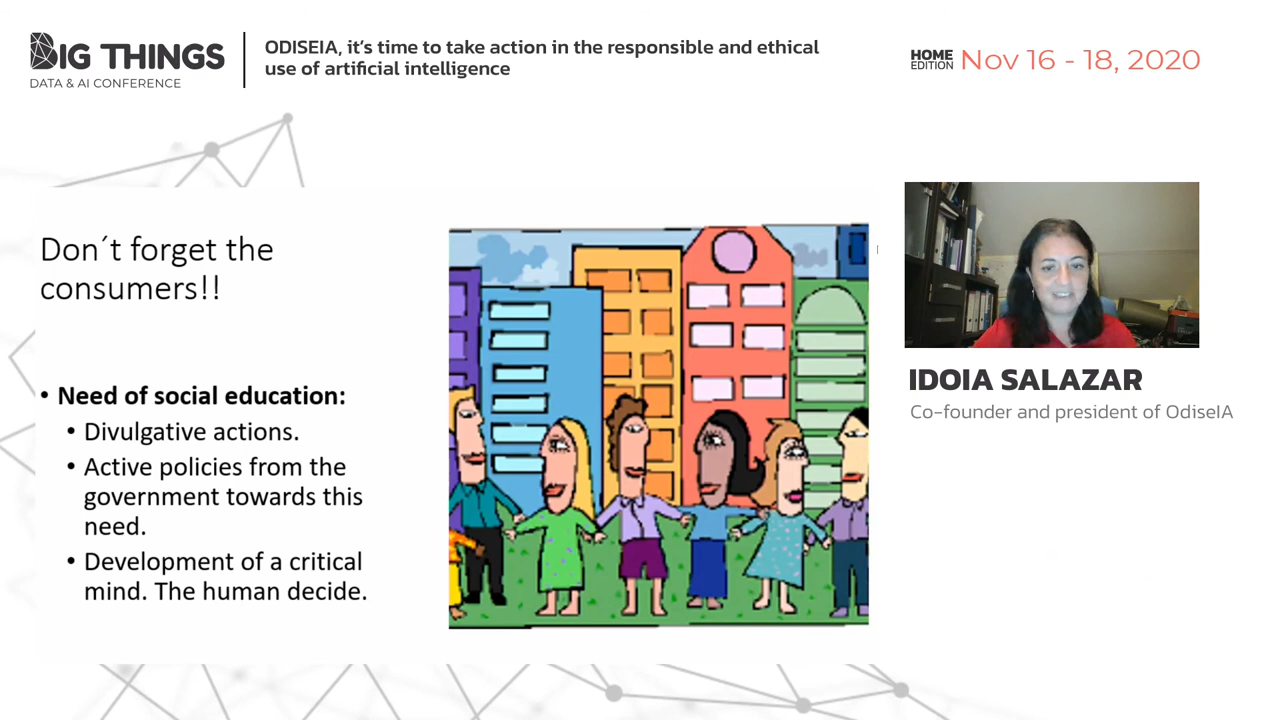 BIG THINGS
DATA & AI CONFERENCE
ODISEIA, it's time to take action in the responsible and ethical
use of artificial intelligence
HOME
EDITION
Nov 16 - 18, 2020
Don´t forget the
consumers!!
• Need of social education:
• Divulgative actions.
• Active policies from the
government towards this
need.
• Development of a critical
mind. The human decide.
IDOIA SALAZAR
Co-founder and president of OdiseIA